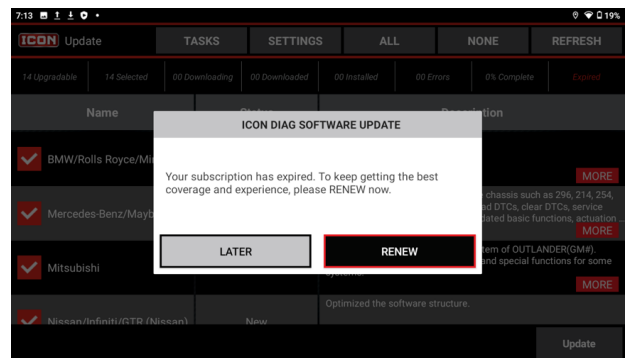 7:13
19%
ICON Update
TASKS
SETTINGS
ALL
NONE
REFRESH
14 Upgradable
14 Selected
00 Downloading
00 Downloaded
00 Installed
00 Errors
0% Complete
Expired
Name
ICON DIAG SOFTWARE UPDATE
Your subscription has expired. To keep getting the best
coverage and experience, please RENEW now.
LATER
RENEW
BMW/Rolls Royce/Mi
MORE
Mercedes-Benz/Mayb
chassis such as 296, 214, 254,
ad DTCs, clear DTCs, service
dated basic functions, actuation ...
MORE
Mitsubishi
tem of OUTLANDER(GM#).
and special functions for some
MORE
Nissan/Infiniti/GTR (Nissan)
New
Optimized the software structure.
Update